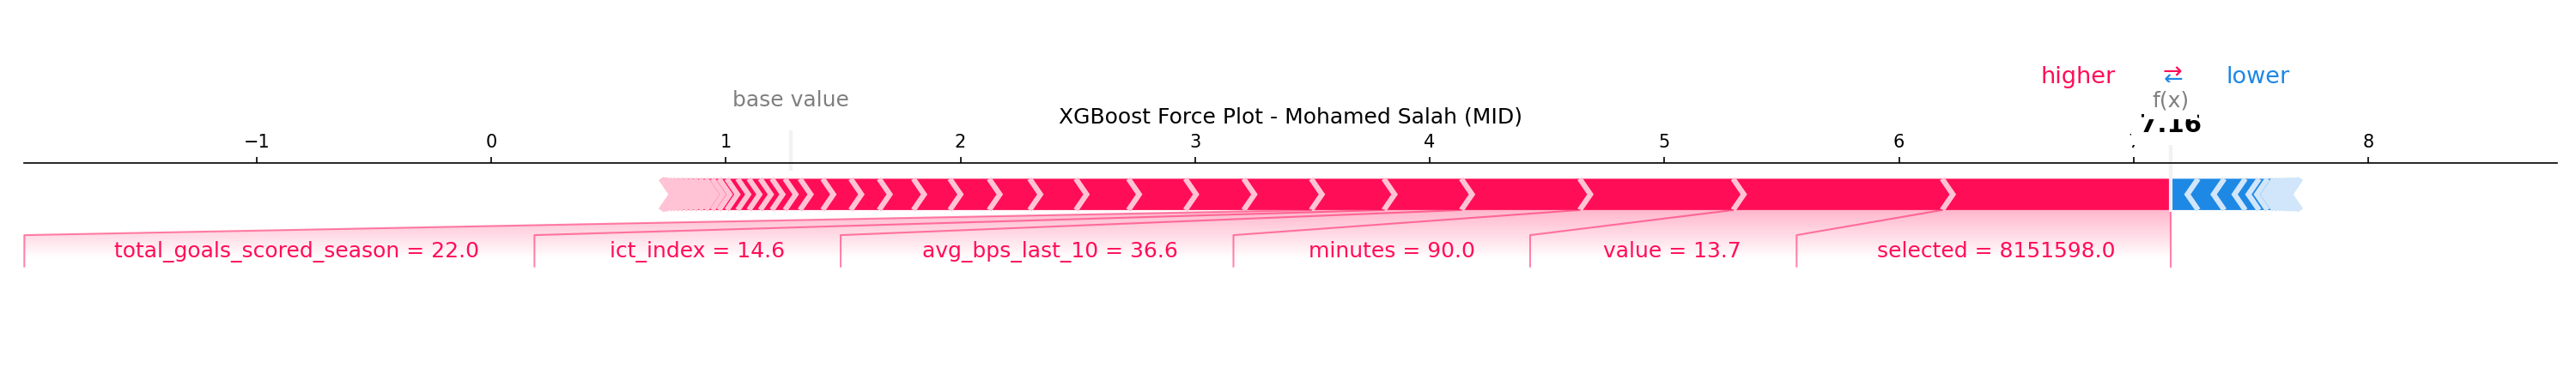 higher ⇄ lower
base value
f(x)
XGBoost Force Plot - Mohamed Salah (MID)
7.16
−1 0 1 2 3 4 5 6 8
total_goals_scored_season = 22.0 ict_index = 14.6 avg_bps_last_10 = 36.6 minutes = 90.0 value = 13.7 selected = 8151598.0